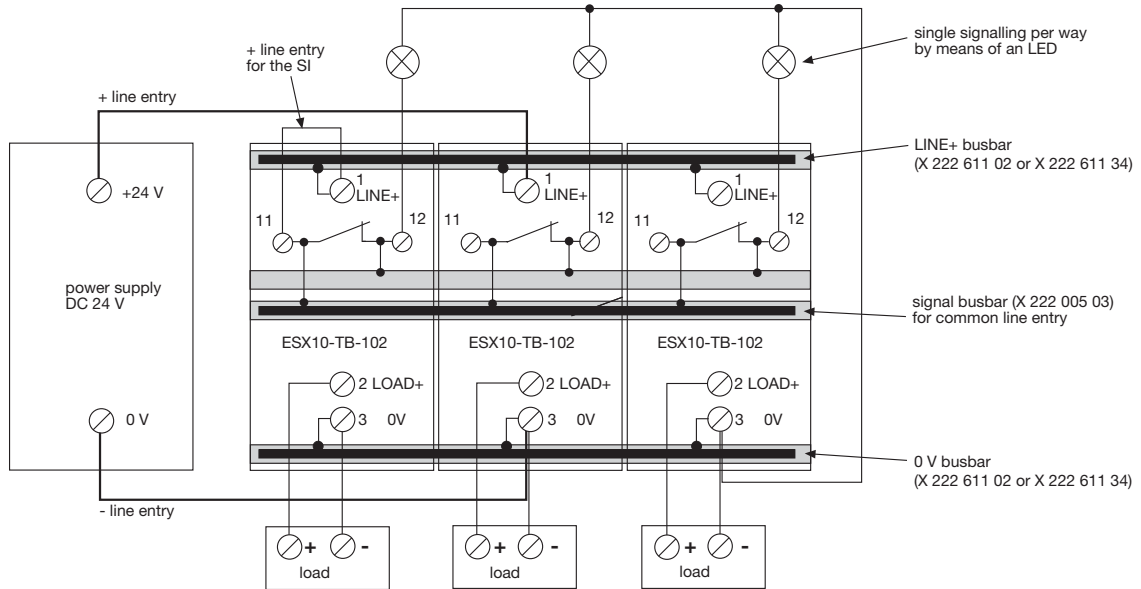 single signalling per way
by means of an LED
+ line entry
for the SI
+ line entry
LINE+ busbar
(X 222 611 02 or X 222 611 34)
1
LINE+
1
LINE+
1
LINE+
+24 V
11
12
11
12
11
12
power supply
DC 24 V
signal busbar (X 222 005 03)
for common line entry
ESX10-TB-102
ESX10-TB-102
ESX10-TB-102
2 LOAD+
2 LOAD+
2 LOAD+
0 V
3 0V
3 0V
3 0V
0 V busbar
(X 222 611 02 or X 222 611 34)
- line entry
+ -
+ -
+ -
load
load
load